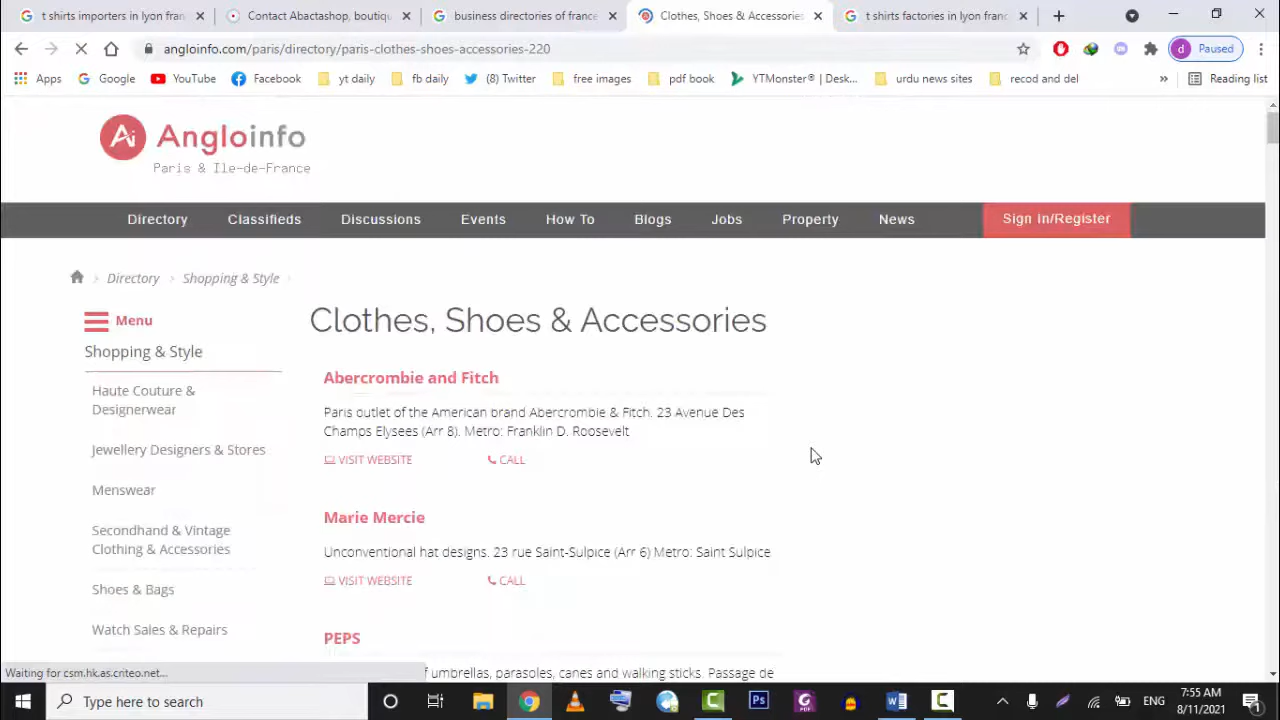 t shirts importers in lyon fran
Contact Abactashop, boutiqu
business directories of france
Clothes, Shoes & Accessories
t shirts factories in lyon franc
angloinfo.com/paris/directory/paris-clothes-shoes-accessories-220
d Paused
Apps
Google
YouTube
Facebook
yt daily
fb daily
(8) Twitter
free images
pdf book
YTMonster® | Desk...
urdu news sites
recod and del
»
Reading list
Ai Angloinfo
Paris & Ile-de-France
Directory
Classifieds
Discussions
Events
How To
Blogs
Jobs
Property
News
Sign In/Register
Directory > Shopping & Style >
Menu
Shopping & Style
Haute Couture &
Designerwear
Jewellery Designers & Stores
Menswear
Secondhand & Vintage
Clothing & Accessories
Shoes & Bags
Watch Sales & Repairs
Clothes, Shoes & Accessories
Abercrombie and Fitch
Paris outlet of the American brand Abercrombie & Fitch. 23 Avenue Des
Champs Elysees (Arr 8). Metro: Franklin D. Roosevelt
VISIT WEBSITE
CALL
Marie Mercie
Unconventional hat designs. 23 rue Saint-Sulpice (Arr 6) Metro: Saint Sulpice
VISIT WEBSITE
CALL
PEPS
f umbrellas, parasoles, canes and walking sticks. Passage de
Waiting for csm.hk.as.criteo.net...
Type here to search
ENG
7:55 AM
8/11/2021